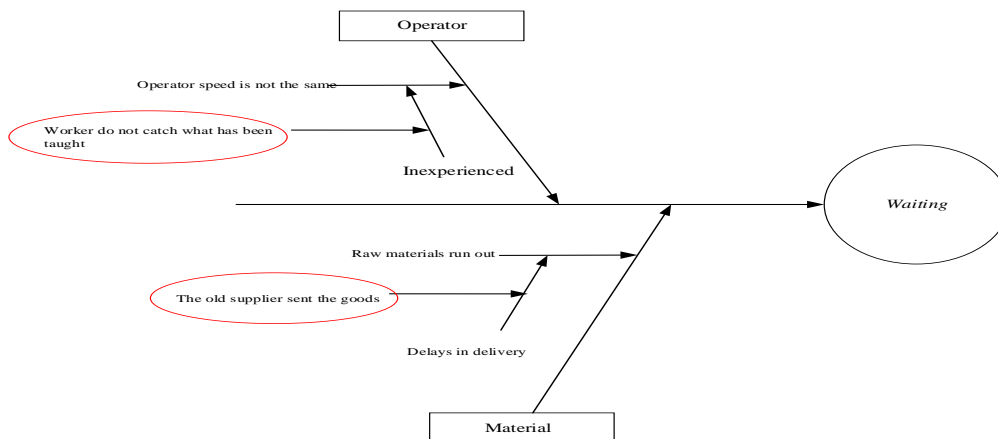 Operator
Operator speed is not the same
Worker do not catch what has been
taught
Inexperienced
Waiting
Raw materials run out
The old supplier sent the goods
Delays in delivery
Material